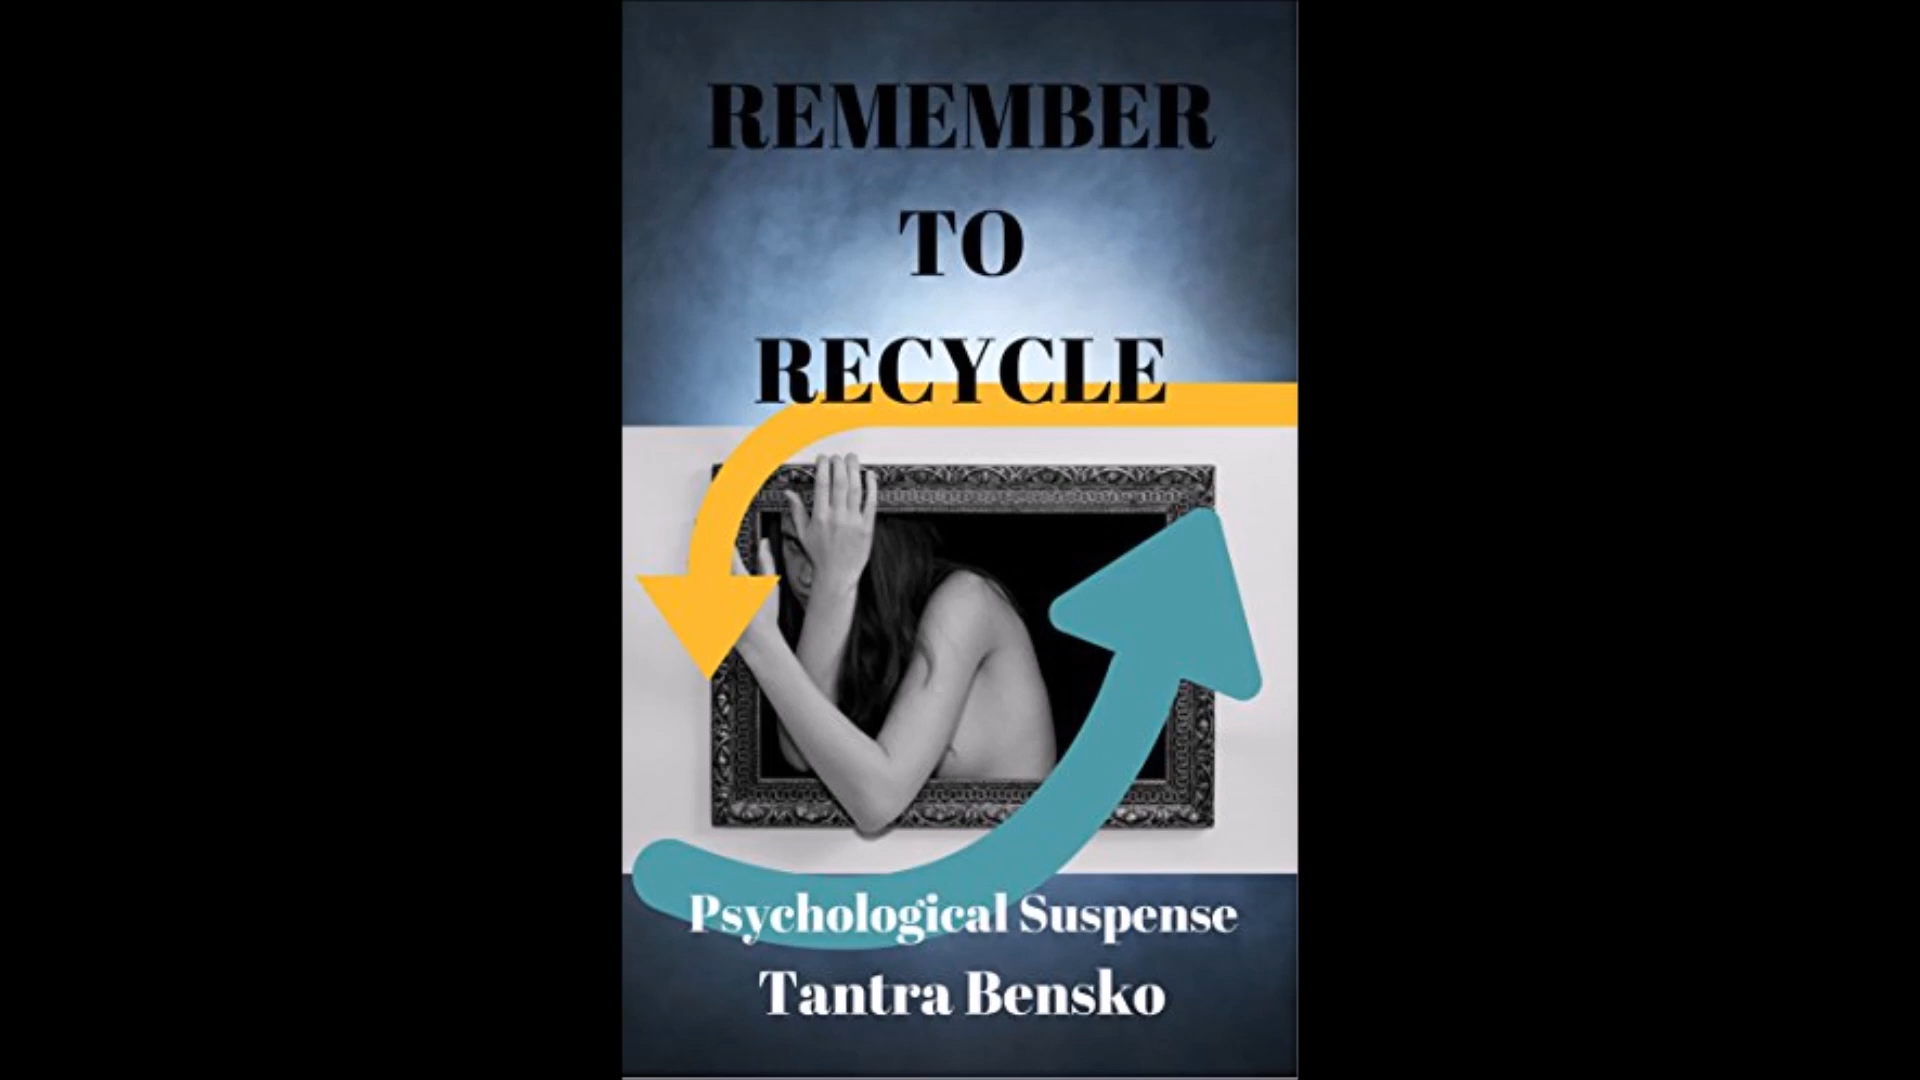 REMEMBER
TO
RECYCLE
Psychological Suspense
Tantra Bensko